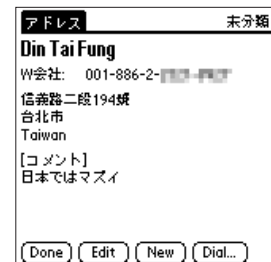 アドレス 未分類
Din Tai Fung
W会社: 001-886-2-
信義路二段194號
台北市
Taiwan
[コメント]
日本ではマズイ
Done Edit New Dial...